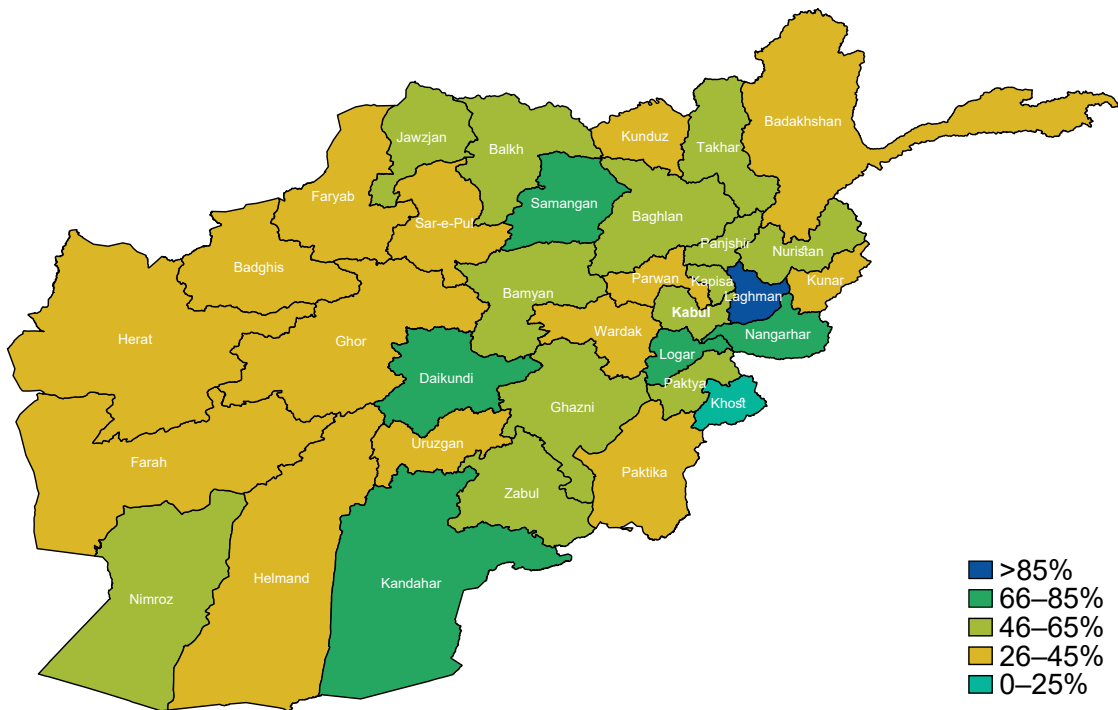 Badakhshan
Kunduz
Jawzjan
Balkh
Takhar
Faryab
Samangan
Baghlan
Sar-e-Pul
Panjshir
Nuristan
Badghis
Parwan
Kapisa
Kunar
Bamyan
Laghman
Kabul
Herat
Ghor
Wardak
Nangarhar
Logar
Daikundi
Paktya
Ghazni
Khost
Uruzgan
Farah
Paktika
Zabul
Helmand
Kandahar
Nimroz
>85%
66–85%
46–65%
26–45%
0–25%